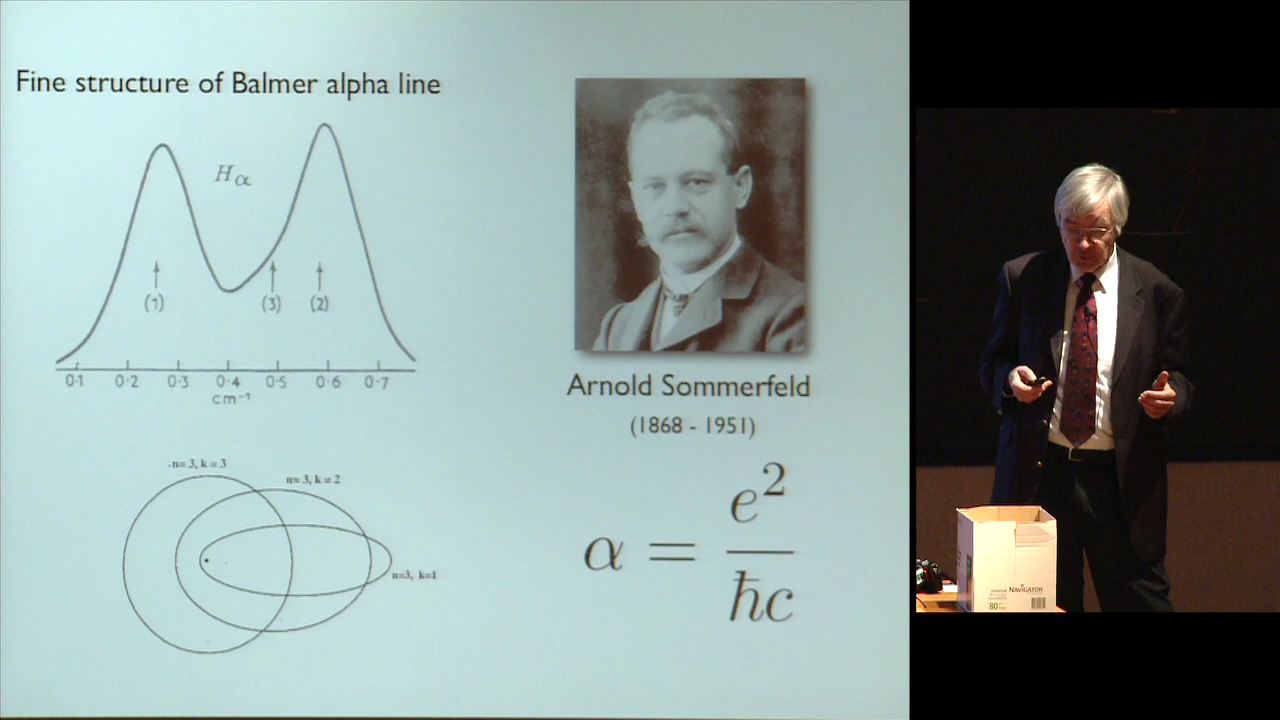 Fine structure of Balmer alpha line
Hα
(1)
(3)
(2)
0·1 0·2 0·3 0·4 0·5 0·6 0·7
cm⁻¹
Arnold Sommerfeld
(1868 - 1951)
n=3, k=3
n=3, k=2
n=3, k=1
α = e²/ħc
NAVIGATOR
80